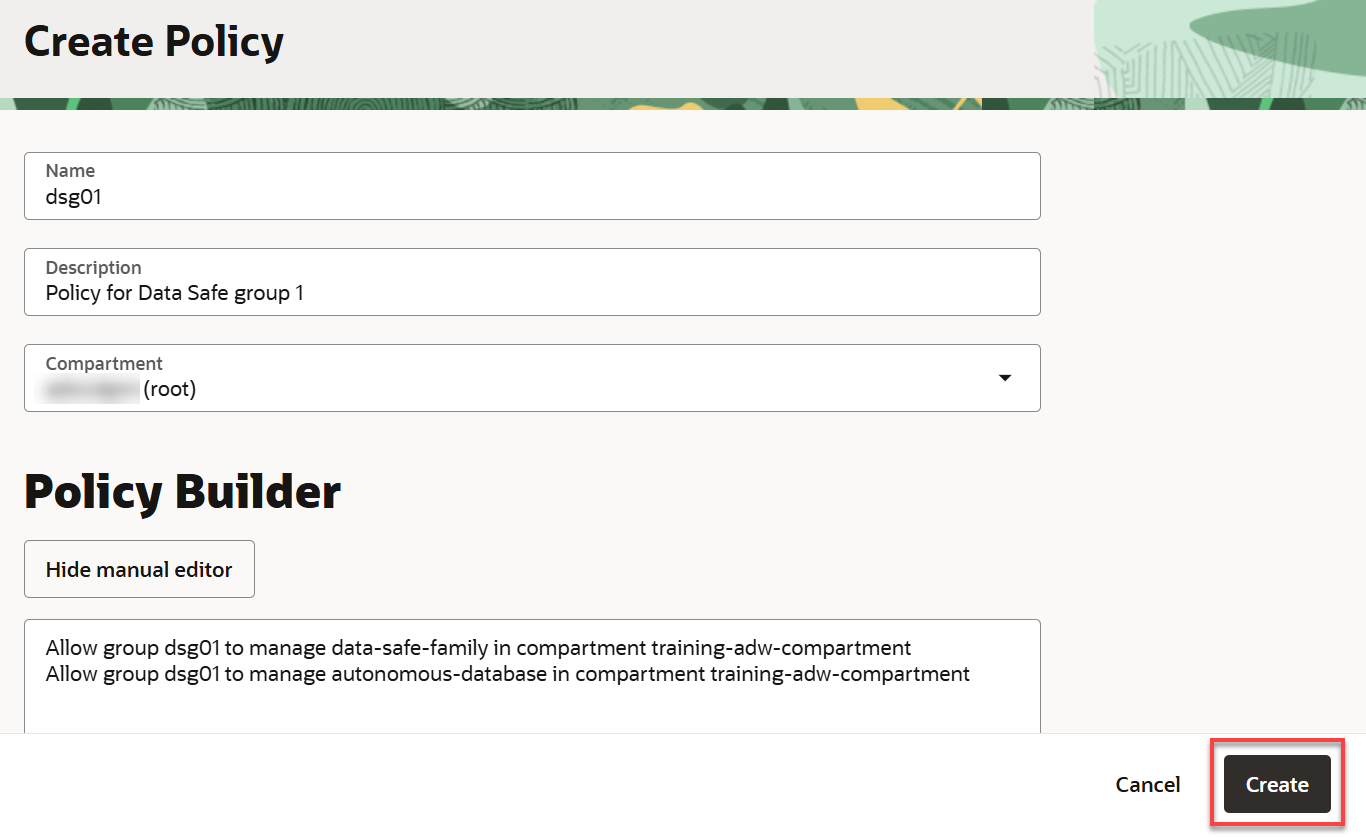 Create Policy
Name
dsg01
Description
Policy for Data Safe group 1
Compartment
(root)
Policy Builder
Hide manual editor
Allow group dsg01 to manage data-safe-family in compartment training-adw-compartment
Allow group dsg01 to manage autonomous-database in compartment training-adw-compartment
Cancel
Create